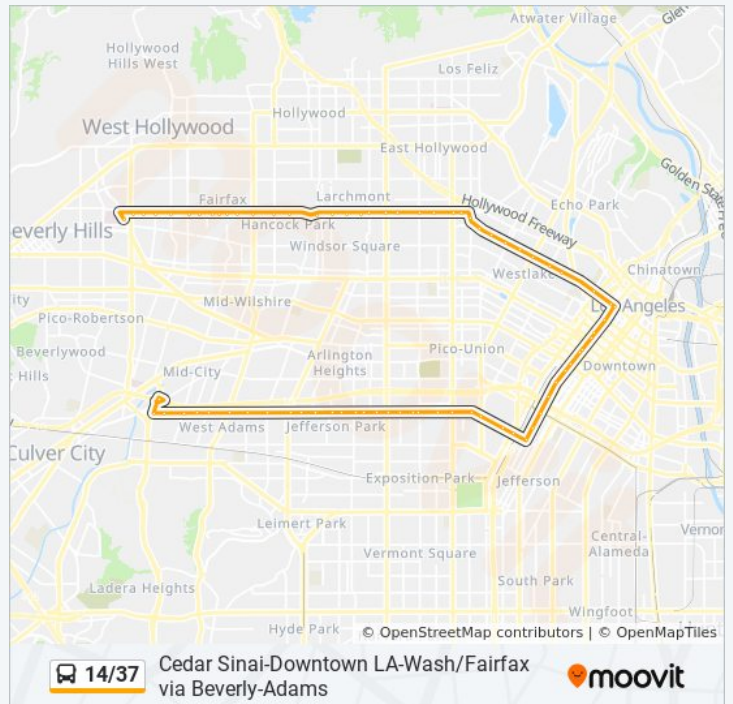 Atwater Village
Glen
Hollywood
Hills West
Los Feliz
Hollywood
West Hollywood
East Hollywood
Golden State
Fairfax
Larchmont
Hollywood Freeway
Echo Park
everly Hills
Hancock Park
Windsor Square
Chinatown
Westlake
ity
Mid-Wilshire
Los Angeles
Pico-Robertson
Beverlywood
Arlington
Heights
Pico-Union
Downtown
Hills
Mid-City
West Adams
Jefferson Park
Culver City
Exposition Park
Jefferson
Leimert Park
Central-
Alameda
Vernon
Vermont Square
South Park
Ladera Heights
Wingfoot
Hyde Park
© OpenStreetMap contributors | © OpenMapTiles
14/37
Cedar Sinai-Downtown LA-Wash/Fairfax
via Beverly-Adams
moovit